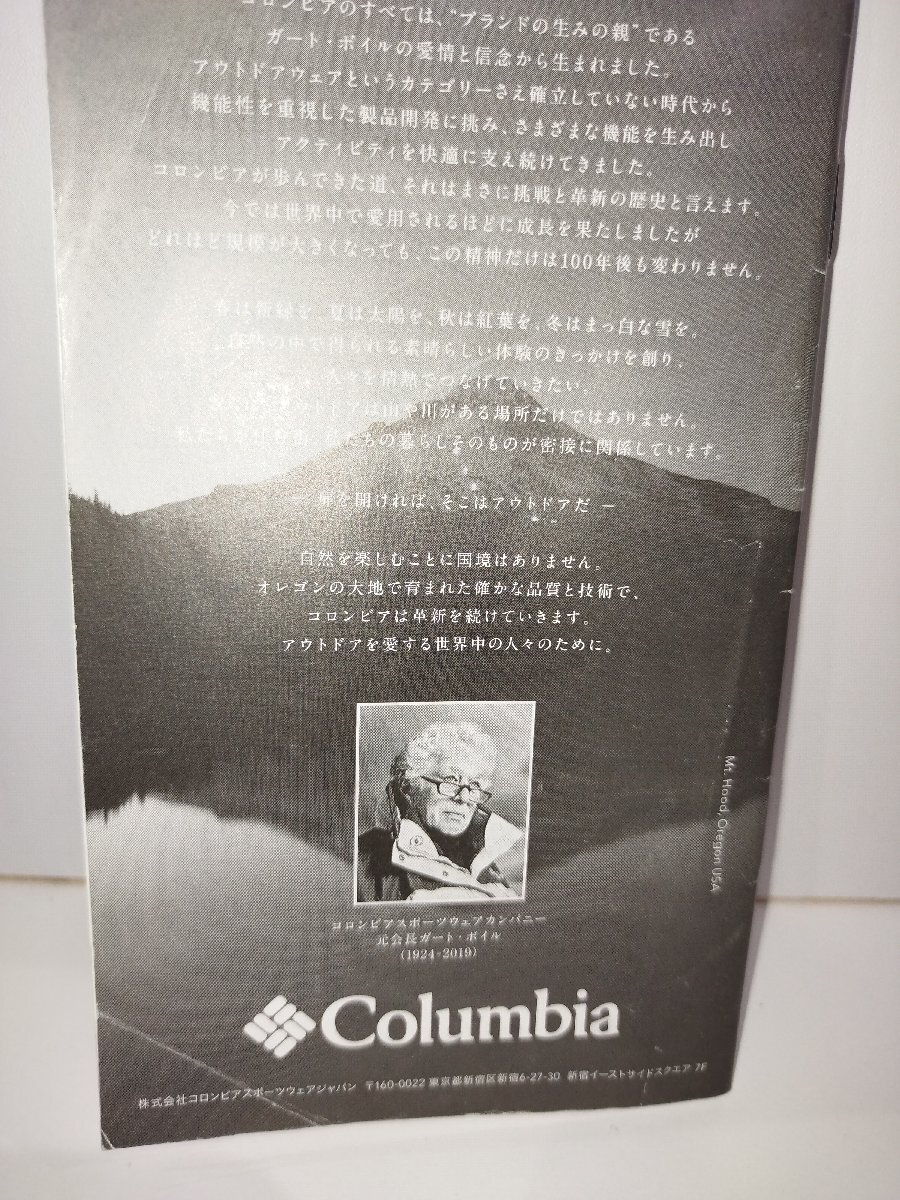 コロンビアのすべては、“ブランドの生みの親”である
ガート・ボイルの愛情と信念から生まれました。
アウトドアウェアというカテゴリーさえ確立していない時代から
機能性を重視した製品開発に挑み、さまざまな機能を生み出し
アクティビティを快適に支え続けてきました。
コロンビアが歩んできた道、それはまさに挑戦と革新の歴史と言えます。
今では世界中で愛用されるほどに成長を果たしましたが
どれほど規模が大きくなっても、この精神だけは100年後も変わりません。
春は新緑を、夏は太陽を、秋は紅葉を、冬はまっ白な雪を。
自然の中で得られる素晴らしい体験のきっかけを創り、
人々を情熱でつなげていきたい。
アウトドアは山や川がある場所だけではありません。
私たちが
の暮らしそのものが密接に関係しています。
― 扉を開ければ、そこはアウトドアだ ―
自然を楽しむことに国境はありません。
オレゴンの大地で育まれた確かな品質と技術で、
コロンビアは革新を続けていきます。
アウトドアを愛する世界中の人々のために。
Mt. Hood, Oregon USA
コロンビアスポーツウェアカンパニー
元会長ガート・ボイル
(1924-2019)
Columbia
株式会社コロンビアスポーツウェアジャパン 〒160-0022 東京都新宿区新宿6-27-30 新宿イーストサイドスクエア 7F